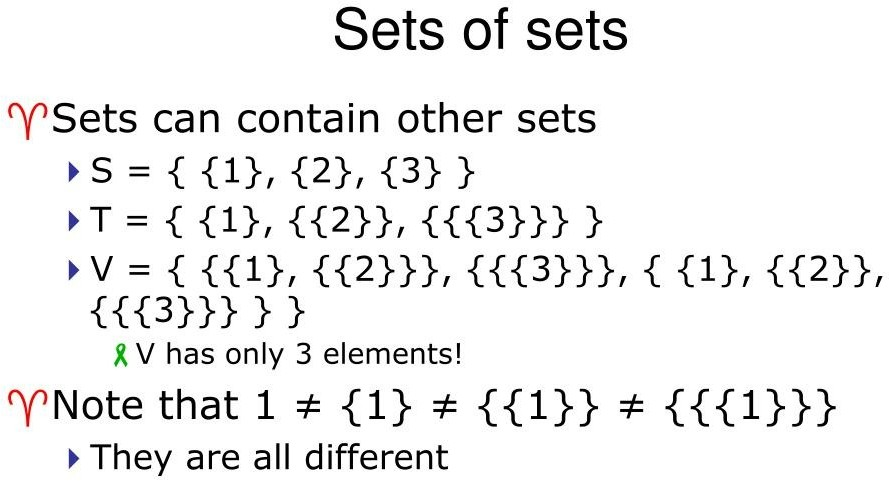 Sets of sets
Sets can contain other sets
S = { {1}, {2}, {3} }
T = { {1}, {{2}}, {{{3}}} }
V = { {{1}, {{2}}}, {{{3}}}, { {1}, {{2}},
{{{3}}} } }
V has only 3 elements!
Note that 1 ≠ {1} ≠ {{1}} ≠ {{{1}}}
They are all different